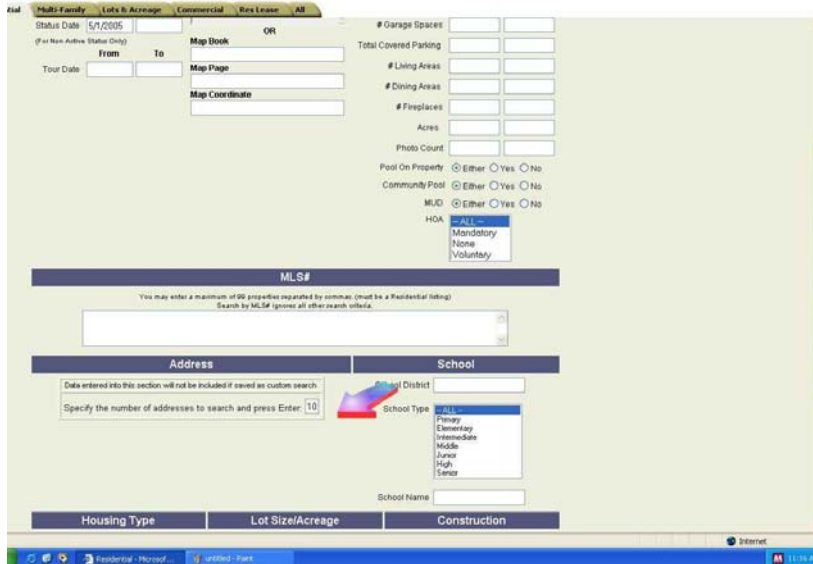 tial Multi-Family Lots & Acreage Commercial Res Lease All
Status Date 5/1/2005
(For Non Active Status Only)
From To
Tour Date
OR
Map Book
Map Page
Map Coordinate
# Garage Spaces
Total Covered Parking
# Living Areas
# Dining Areas
# Fireplaces
Acres
Photo Count
Pool On Property Either Yes No
Community Pool Either Yes No
MUD Either Yes No
HOA -- ALL --
Mandatory
None
Voluntary
MLS#
You may enter a maximum of 99 properties separated by commas. (must be a Residential listing)
Search by MLS# ignores all other search criteria.
Address
Data entered into this section will not be included if saved as custom search
Specify the number of addresses to search and press Enter: 10
School
School District
School Type -- ALL --
Primary
Elementary
Intermediate
Middle
Junior
High
Senior
School Name
Housing Type Lot Size/Acreage Construction
Internet
Residential - Microsof... untitled - Paint 11:36 A